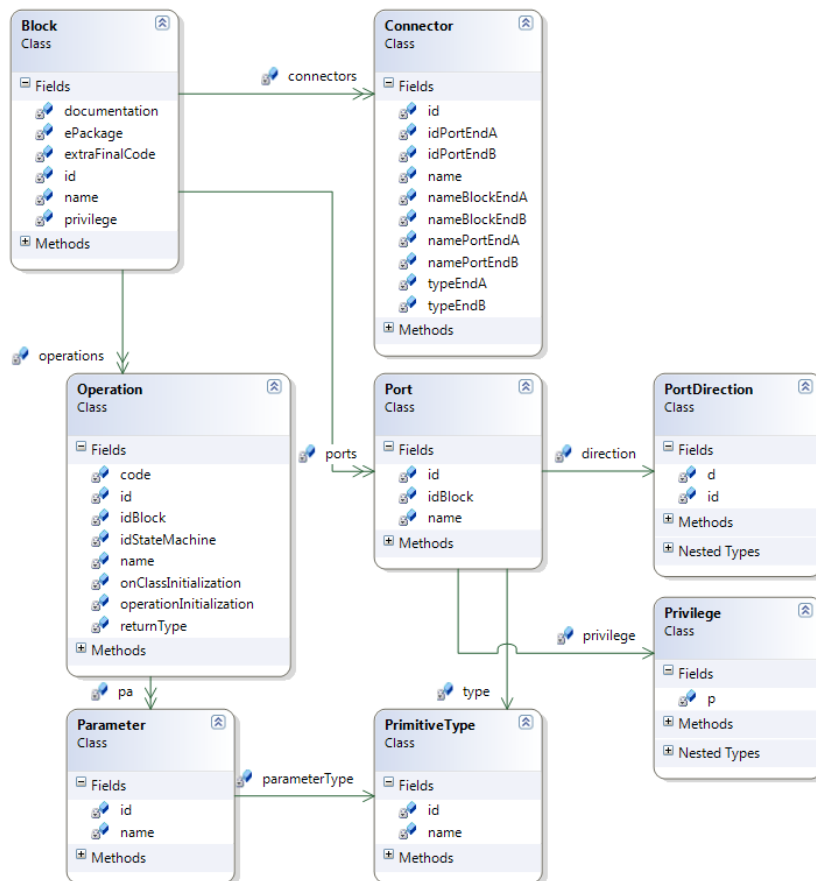 Block
Class
Fields
documentation
ePackage
extraFinalCode
id
name
privilege
Methods
connectors
Connector
Class
Fields
id
idPortEndA
idPortEndB
name
nameBlockEndA
nameBlockEndB
namePortEndA
namePortEndB
typeEndA
typeEndB
Methods
operations
Operation
Class
Fields
code
id
idBlock
idStateMachine
name
onClassInitialization
operationInitialization
returnType
Methods
ports
Port
Class
Fields
id
idBlock
name
Methods
direction
PortDirection
Class
Fields
d
id
Methods
Nested Types
privilege
Privilege
Class
Fields
p
Methods
Nested Types
pa
type
Parameter
Class
Fields
id
name
Methods
parameterType
PrimitiveType
Class
Fields
id
name
Methods